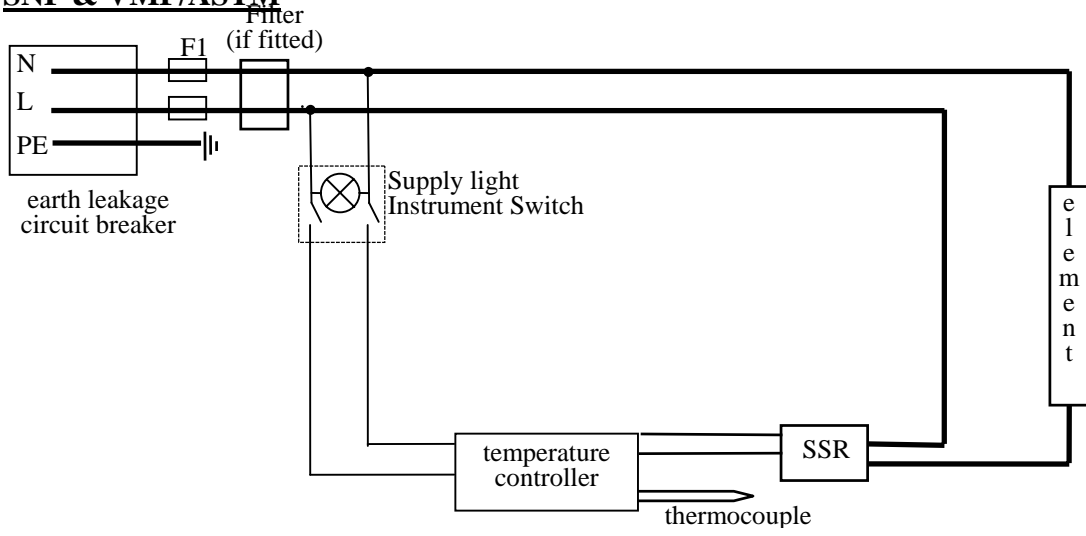 SNF & VMF/ASTM
Filter
(if fitted)
F1
N
L
PE
earth leakage
circuit breaker
Supply light
Instrument Switch
element
temperature
controller
SSR
thermocouple